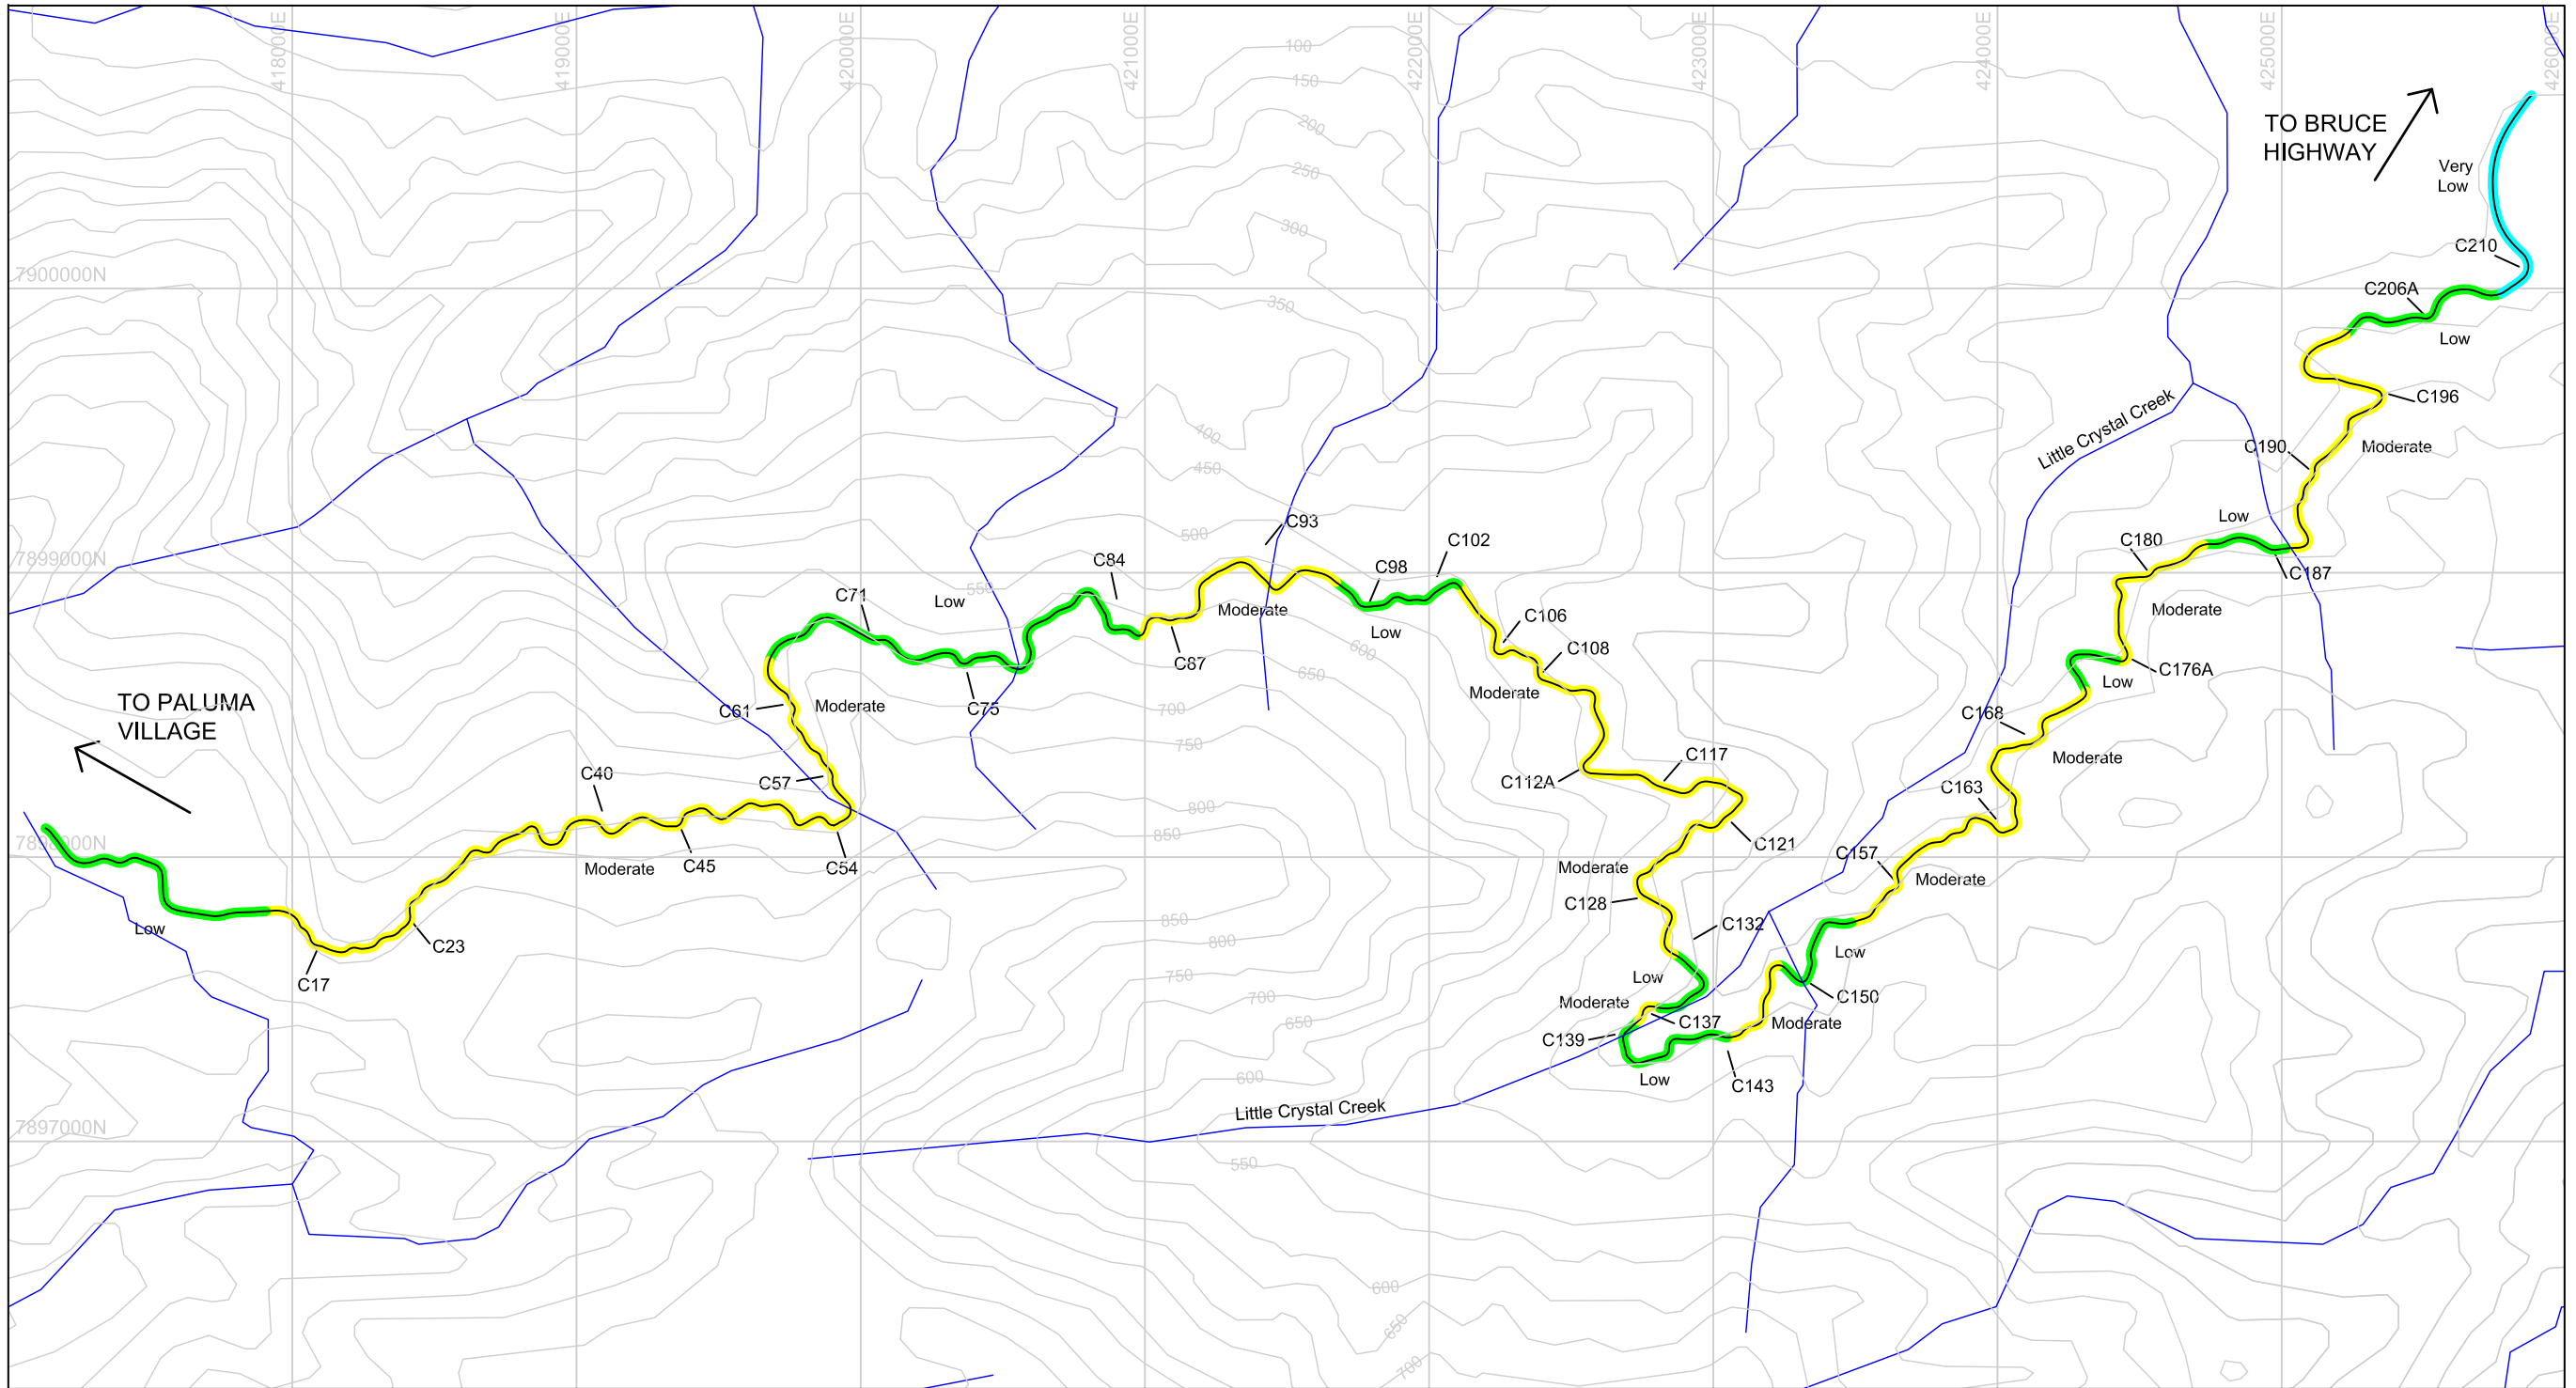 418000E
419000E
420000E
421000E
422000E
423000E
424000E
425000E
426000E
100
150
200
250
300
350
400
450
500
550
600
650
700
750
800
850
850
800
750
700
650
600
550
600
650
700
7900000N
7899000N
7898000N
7897000N
TO BRUCE
HIGHWAY
Very
Low
C210
C206A
Low
C196
Moderate
C190
Little Crystal Creek
Low
C187
C180
Moderate
C176A
Low
C168
Moderate
C163
C157
Moderate
Low
C150
Moderate
C143
Low
C139
C137
Moderate
Low
C132
C128
Moderate
C121
C117
C112A
Moderate
C108
C106
C102
C98
Low
C93
Moderate
C87
C84
Low
C75
C71
Moderate
C61
C57
C54
C45
Moderate
C40
C23
C17
Low
TO PALUMA
VILLAGE
Little Crystal Creek